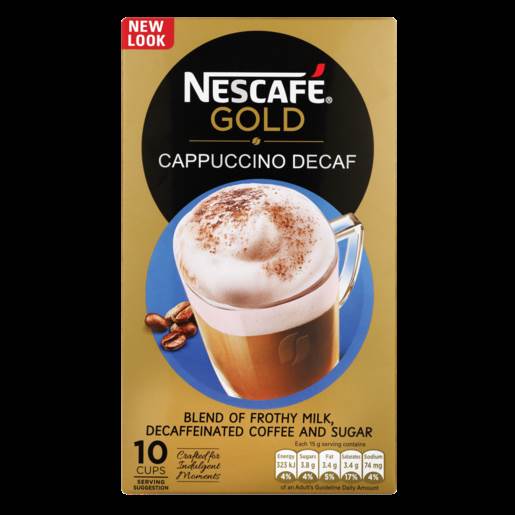 NEW
LOOK
NESCAFÉ®
GOLD
CAPPUCCINO DECAF
BLEND OF FROTHY MILK,
DECAFFEINATED COFFEE AND SUGAR
Each 15 g serving contains
10
CUPS
SERVING
SUGGESTION
Crafted for
Indulgent
Moments
Energy Sugars Fat Saturates Sodium
323 kJ 3.8 g 3.4 g 3.4 g 74 mg
4% 4% 5% 17% 4%
of an Adult's Guideline Daily Amount